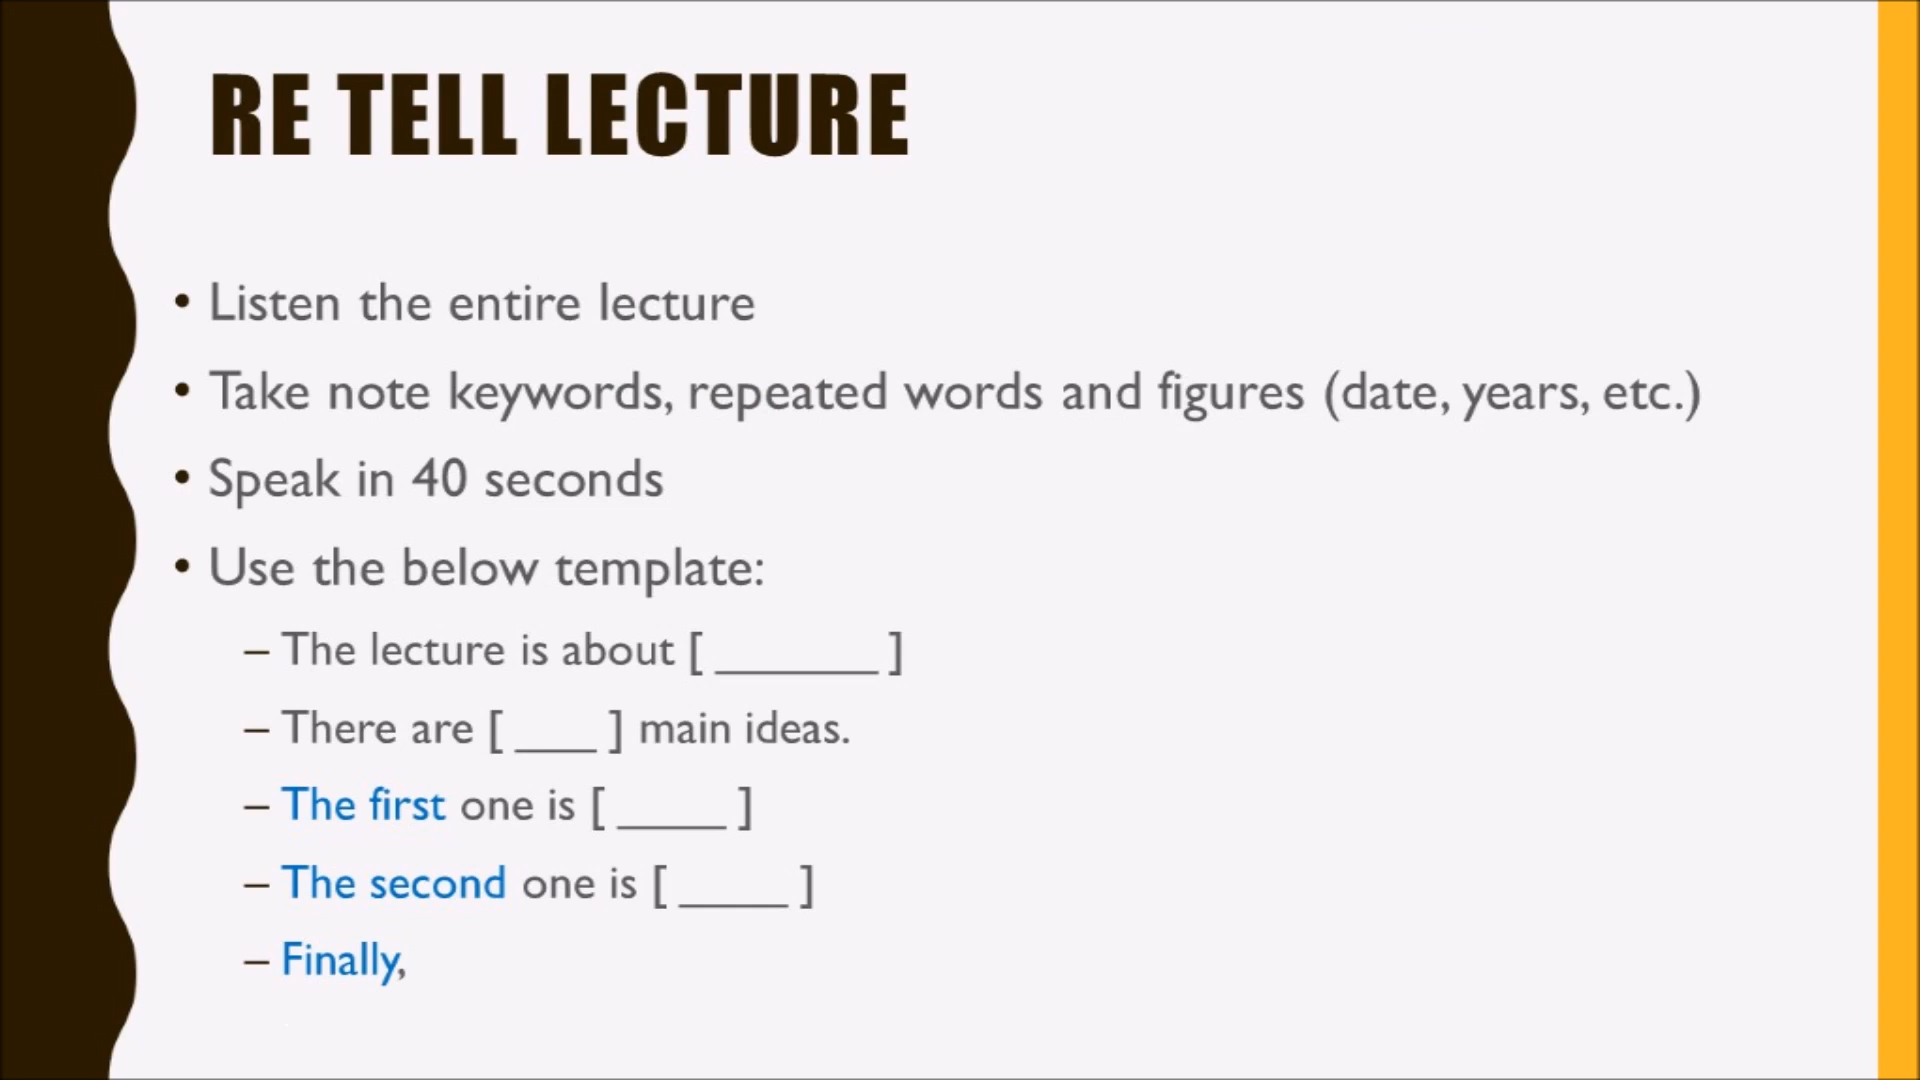 RE TELL LECTURE
• Listen the entire lecture
• Take note keywords, repeated words and figures (date, years, etc.)
• Speak in 40 seconds
• Use the below template:
– The lecture is about [ ______ ]
– There are [ ___ ] main ideas.
– The first one is [ ____ ]
– The second one is [ ____ ]
– Finally,